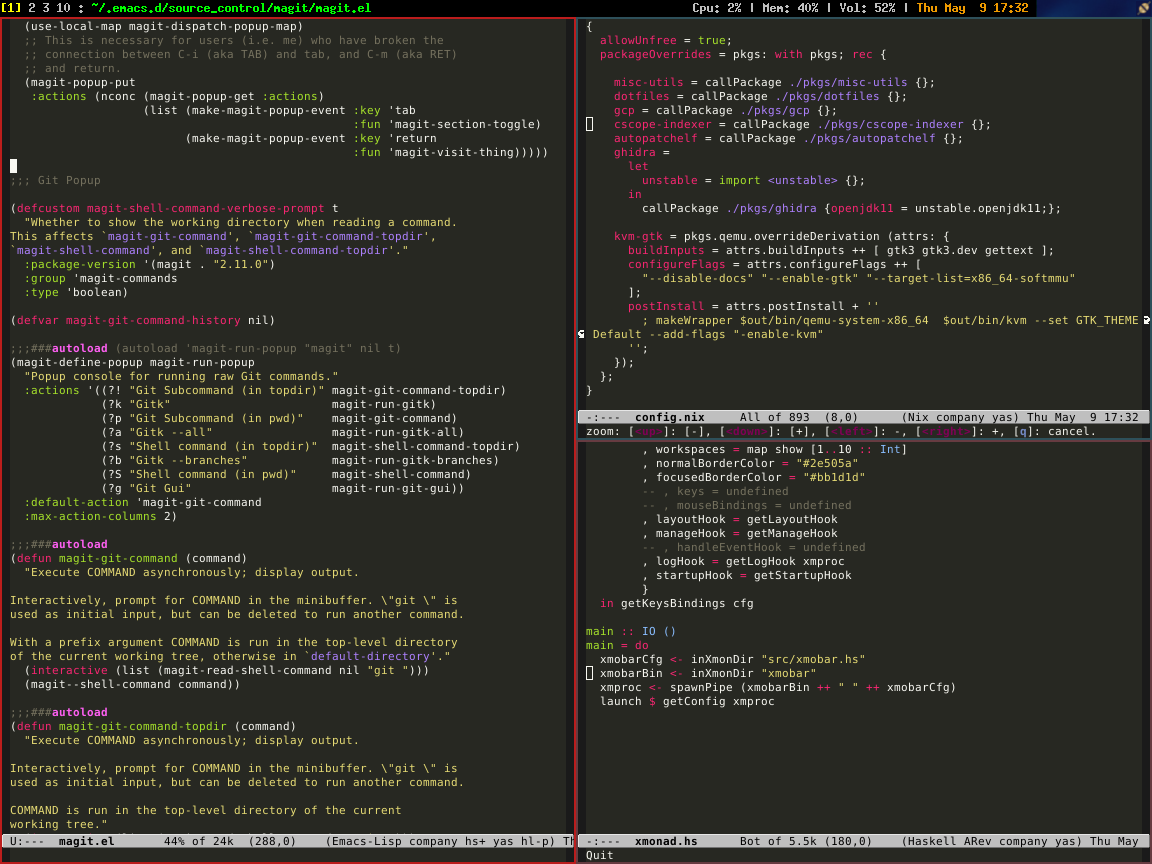 [1] 2 3 10 : ~/.emacs.d/source_control/magit/magit.el
Cpu: 2% | Mem: 40% | Vol: 52% | Thu May  9 17:32
  (use-local-map magit-dispatch-popup-map)
  ;; This is necessary for users (i.e. me) who have broken the
  ;; connection between C-i (aka TAB) and tab, and C-m (aka RET)
  ;; and return.
  (magit-popup-put
   :actions (nconc (magit-popup-get :actions)
                   (list (make-magit-popup-event :key 'tab
                                                 :fun 'magit-section-toggle)
                         (make-magit-popup-event :key 'return
                                                 :fun 'magit-visit-thing)))))
;;; Git Popup
(defcustom magit-shell-command-verbose-prompt t
  "Whether to show the working directory when reading a command.
This affects `magit-git-command', `magit-git-command-topdir',
`magit-shell-command', and `magit-shell-command-topdir'."
  :package-version '(magit . "2.11.0")
  :group 'magit-commands
  :type 'boolean)
(defvar magit-git-command-history nil)
;;;###autoload (autoload 'magit-run-popup "magit" nil t)
(magit-define-popup magit-run-popup
  "Popup console for running raw Git commands."
  :actions '((?! "Git Subcommand (in topdir)" magit-git-command-topdir)
             (?k "Gitk"                       magit-run-gitk)
             (?p "Git Subcommand (in pwd)"    magit-git-command)
             (?a "Gitk --all"                 magit-run-gitk-all)
             (?s "Shell command (in topdir)"  magit-shell-command-topdir)
             (?b "Gitk --branches"            magit-run-gitk-branches)
             (?S "Shell command (in pwd)"     magit-shell-command)
             (?g "Git Gui"                    magit-run-git-gui))
  :default-action 'magit-git-command
  :max-action-columns 2)
;;;###autoload
(defun magit-git-command (command)
  "Execute COMMAND asynchronously; display output.
Interactively, prompt for COMMAND in the minibuffer. \"git \" is
used as initial input, but can be deleted to run another command.
With a prefix argument COMMAND is run in the top-level directory
of the current working tree, otherwise in `default-directory'."
  (interactive (list (magit-read-shell-command nil "git ")))
  (magit--shell-command command))
;;;###autoload
(defun magit-git-command-topdir (command)
  "Execute COMMAND asynchronously; display output.
Interactively, prompt for COMMAND in the minibuffer. \"git \" is
used as initial input, but can be deleted to run another command.
COMMAND is run in the top-level directory of the current
working tree."
U:---  magit.el       44% of 24k  (288,0)    (Emacs-Lisp company hs+ yas hl-p) Th
{
  allowUnfree = true;
  packageOverrides = pkgs: with pkgs; rec {
    misc-utils = callPackage ./pkgs/misc-utils {};
    dotfiles = callPackage ./pkgs/dotfiles {};
    gcp = callPackage ./pkgs/gcp {};
    cscope-indexer = callPackage ./pkgs/cscope-indexer {};
    autopatchelf = callPackage ./pkgs/autopatchelf {};
    ghidra =
      let
        unstable = import <unstable> {};
      in
        callPackage ./pkgs/ghidra {openjdk11 = unstable.openjdk11;};
    kvm-gtk = pkgs.qemu.overrideDerivation (attrs: {
      buildInputs = attrs.buildInputs ++ [ gtk3 gtk3.dev gettext ];
      configureFlags = attrs.configureFlags ++ [
        "--disable-docs" "--enable-gtk" "--target-list=x86_64-softmmu"
      ];
      postInstall = attrs.postInstall + ''
        ; makeWrapper $out/bin/qemu-system-x86_64  $out/bin/kvm --set GTK_THEME
 Default --add-flags "-enable-kvm"
      '';
    });
  };
}
-:---  config.nix     All of 893  (8,0)      (Nix company yas) Thu May  9 17:32
zoom: [<up>]: [-], [<down>]: [+], [<left>]: -, [<right>]: +, [q]: cancel.
        , workspaces = map show [1..10 :: Int]
        , normalBorderColor = "#2e505a"
        , focusedBorderColor = "#bb1d1d"
        -- , keys = undefined
        -- , mouseBindings = undefined
        , layoutHook = getLayoutHook
        , manageHook = getManageHook
        -- , handleEventHook = undefined
        , logHook = getLogHook xmproc
        , startupHook = getStartupHook
        }
  in getKeysBindings cfg
main :: IO ()
main = do
  xmobarCfg <- inXmonDir "src/xmobar.hs"
  xmobarBin <- inXmonDir "xmobar"
  xmproc <- spawnPipe (xmobarBin ++ " " ++ xmobarCfg)
  launch $ getConfig xmproc
-:---  xmonad.hs      Bot of 5.5k (180,0)    (Haskell ARev company yas) Thu May
Quit